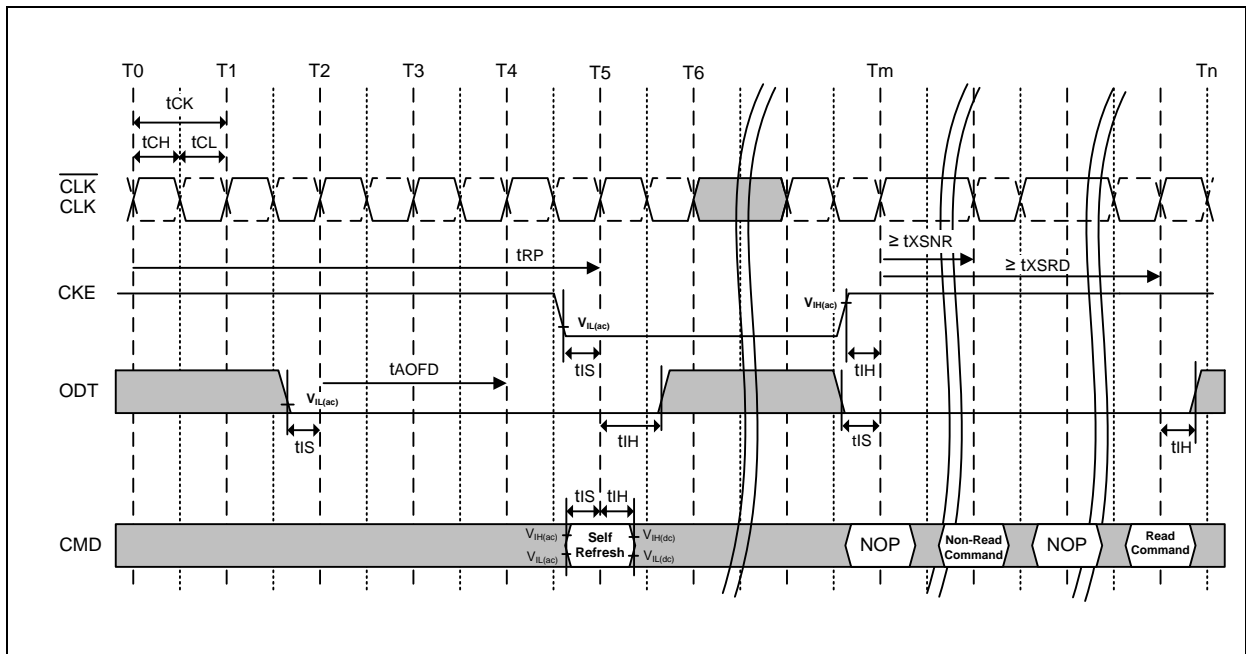 T0 T1 T2 T3 T4 T5 T6 Tm Tn
tCK
tCH tCL
CLK
CLK
tRP
≥ tXSNR
≥ tXSRD
CKE
VIH(ac)
VIL(ac)
tIS
tIH
tAOFD
ODT
VIL(ac)
tIS
tIH
tIS
tIH
tIS tIH
CMD
VIH(ac)
VIL(ac)
Self
Refresh
VIH(dc)
VIL(dc)
NOP
Non-Read
Command
NOP
Read
Command